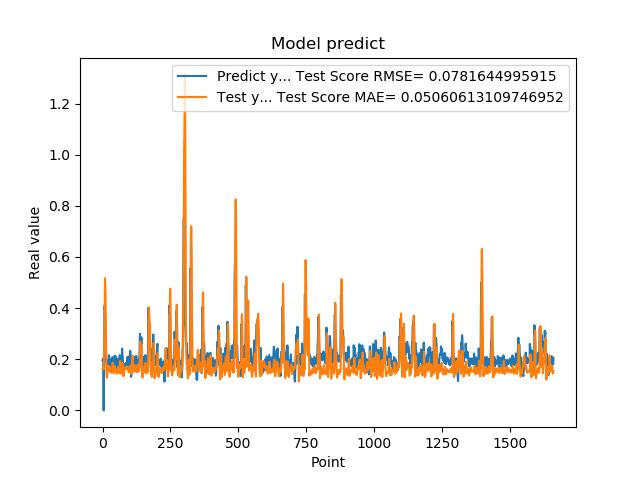 Model predict
Predict y... Test Score RMSE= 0.0781644995915
Test y... Test Score MAE= 0.05060613109746952
Real value
1.2
1.0
0.8
0.6
0.4
0.2
0.0
0 250 500 750 1000 1250 1500
Point